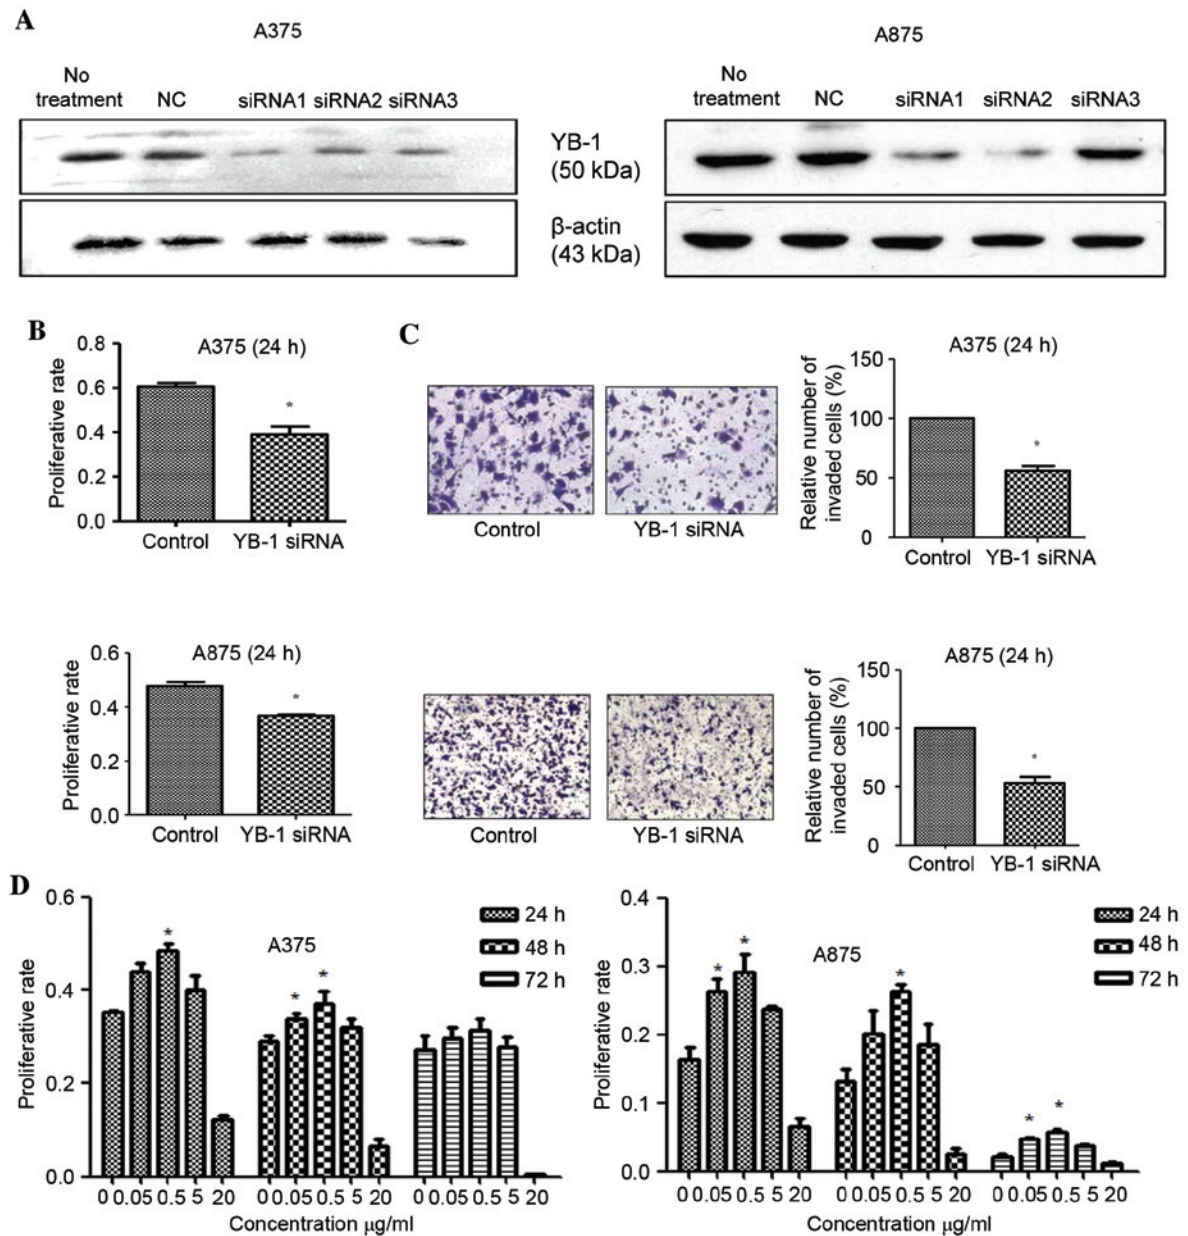 A
A375
A875
No
treatment
NC
siRNA1 siRNA2 siRNA3
No
treatment
NC
siRNA1
siRNA2
siRNA3
YB-1
(50 kDa)
β-actin
(43 kDa)
B
A375 (24 h)
Proliferative rate
0.8
0.6
0.4
0.2
0.0
*
Control
YB-1 siRNA
C
Control
YB-1 siRNA
A375 (24 h)
Relative number of
invaded cells (%)
150
100
50
0
*
Control
YB-1 siRNA
A875 (24 h)
Proliferative rate
0.6
0.4
0.2
0.0
*
Control
YB-1 siRNA
Control
YB-1 siRNA
A875 (24 h)
Relative number of
invaded cells (%)
150
100
50
0
*
Control
YB-1 siRNA
D
A375
Proliferative rate
0.6
0.4
0.2
0.0
24 h
48 h
72 h
*
* *
0 0.05 0.5 5 20
0 0.05 0.5 5 20
0 0.05 0.5 5 20
Concentration µg/ml
A875
Proliferative rate
0.4
0.3
0.2
0.1
0.0
24 h
48 h
72 h
* *
*
* *
0 0.05 0.5 5 20
0 0.05 0.5 5 20
0 0.05 0.5 5 20
Concentration µg/ml